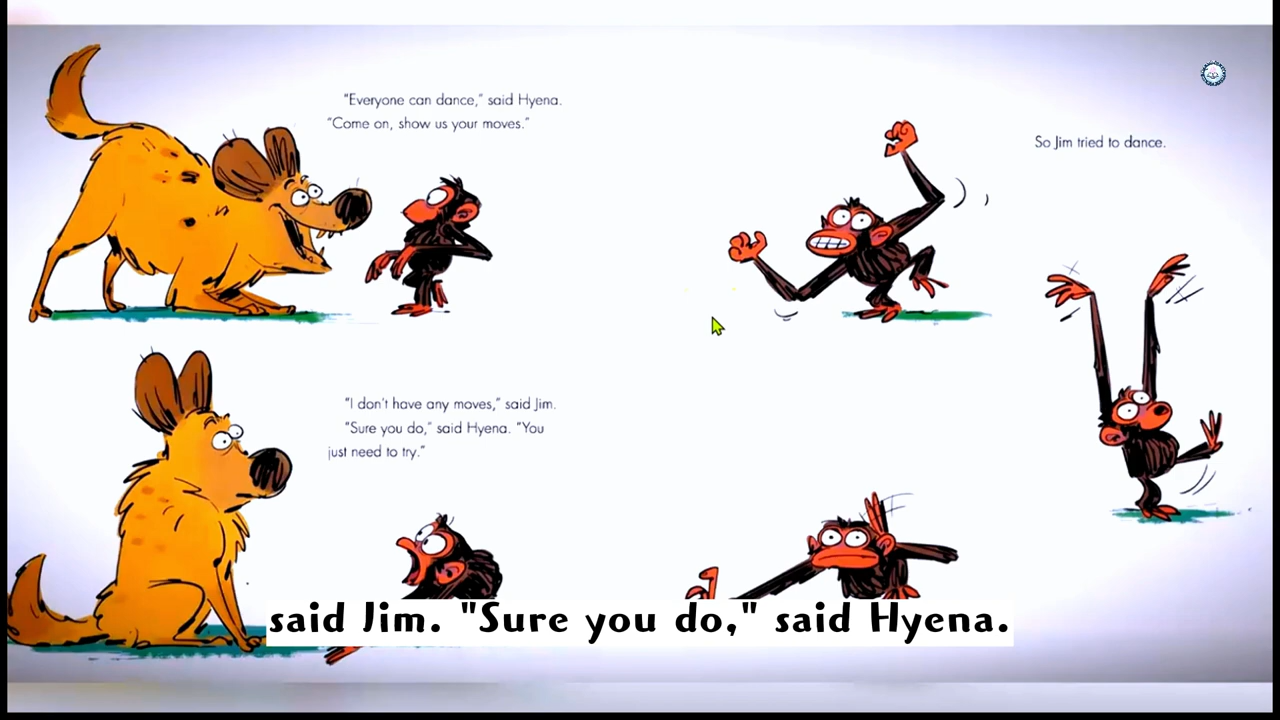 "Everyone can dance," said Hyena.
"Come on, show us your moves."
So Jim tried to dance.
"I don't have any moves," said Jim.
"Sure you do," said Hyena. "You
just need to try."
said Jim. "Sure you do," said Hyena.